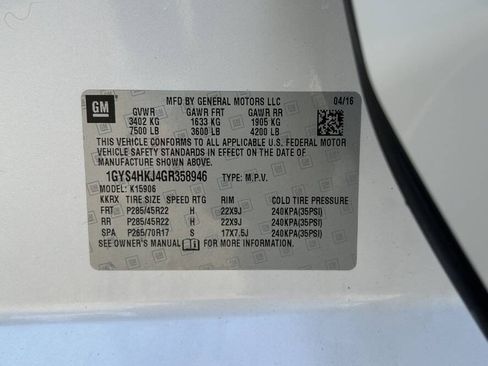 GM
MFD BY GENERAL MOTORS LLC 04/16
GVWR GAWR FRT GAWR RR
3402 KG 1633 KG 1905 KG
7500 LB 3600 LB 4200 LB
THIS VEHICLE CONFORMS TO ALL APPLICABLE U.S. FEDERAL MOTOR
VEHICLE SAFETY STANDARDS IN EFFECT ON THE DATE OF
MANUFACTURE SHOWN ABOVE.
1GYS4HKJ4GR358946 TYPE: M.P.V.
MODEL: K15906
KKRX TIRE SIZE SPEED RTG RIM COLD TIRE PRESSURE
FRT P285/45R22 H 22X9J 240KPA(35PSI)
RR P285/45R22 H 22X9J 240KPA(35PSI)
SPA P265/70R17 S 17X7.5J 240KPA(35PSI)
SEE OWNER'S MANUAL FOR MORE INFORMATION.